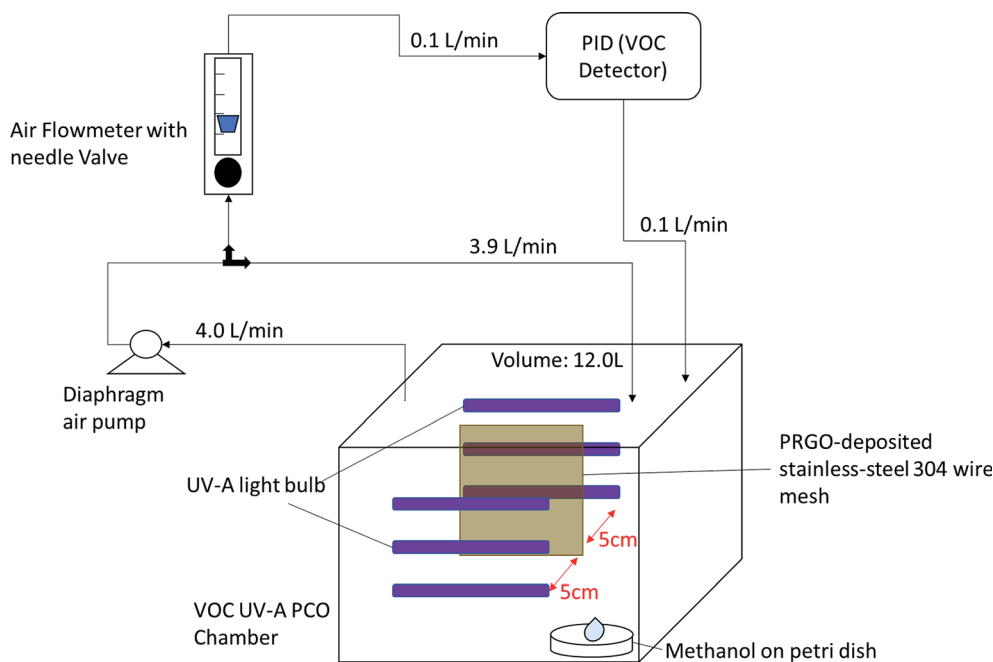 0.1 L/min
PID (VOC
Detector)
Air Flowmeter with
needle Valve
0.1 L/min
3.9 L/min
4.0 L/min
Volume: 12.0L
Diaphragm
air pump
PRGO-deposited
stainless-steel 304 wire
mesh
UV-A light bulb
5cm
5cm
VOC UV-A PCO
Chamber
Methanol on petri dish